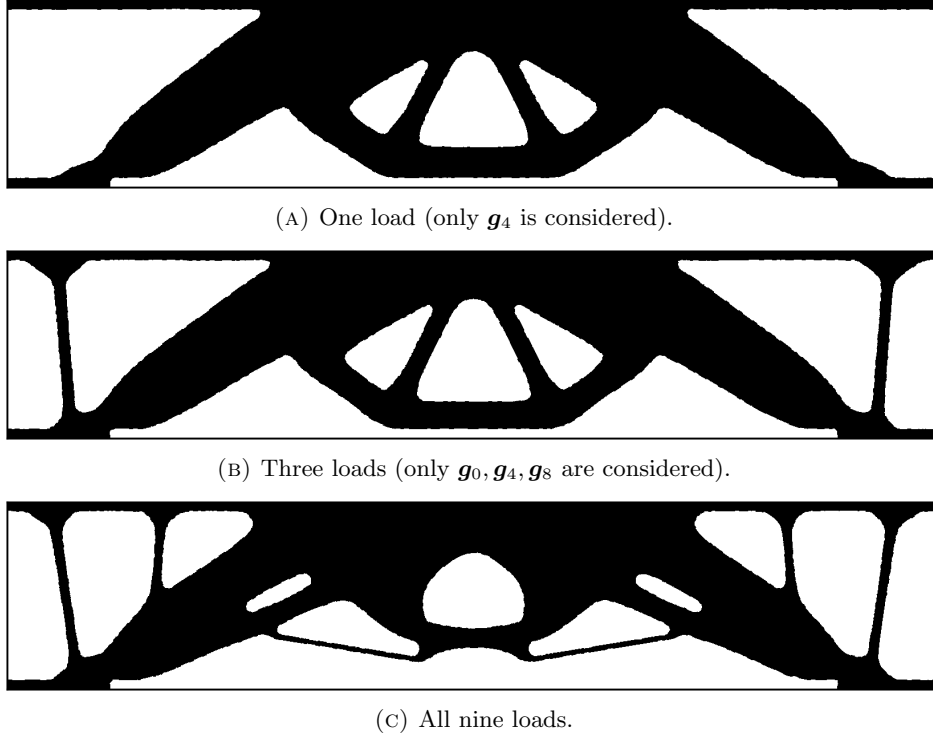 (A) One load (only g₄ is considered).
(B) Three loads (only g₀, g₄, g₈ are considered).
(C) All nine loads.